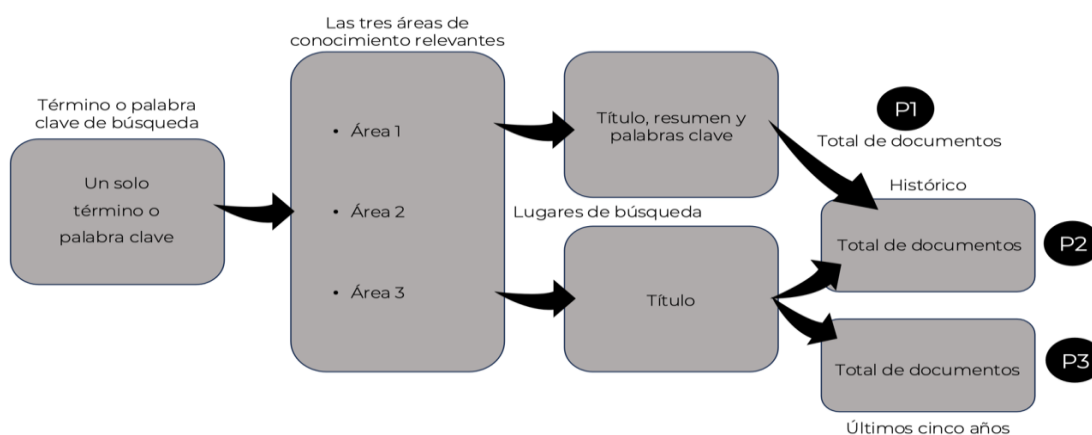 Término o palabra
clave de búsqueda
Un solo
término o
palabra clave
Las tres áreas de
conocimiento relevantes
• Área 1
• Área 2
• Área 3
Título, resumen y
palabras clave
Lugares de búsqueda
Título
P1
Total de documentos
Histórico
Total de documentos
P2
Total de documentos
P3
Últimos cinco años